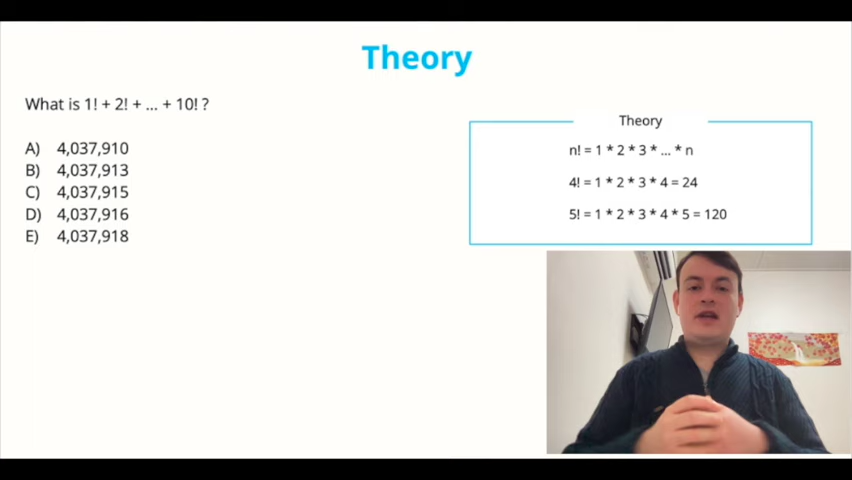 Theory
What is 1! + 2! + ... + 10! ?
A) 4,037,910
B) 4,037,913
C) 4,037,915
D) 4,037,916
E) 4,037,918
Theory
n! = 1 * 2 * 3 * ... * n
4! = 1 * 2 * 3 * 4 = 24
5! = 1 * 2 * 3 * 4 * 5 = 120